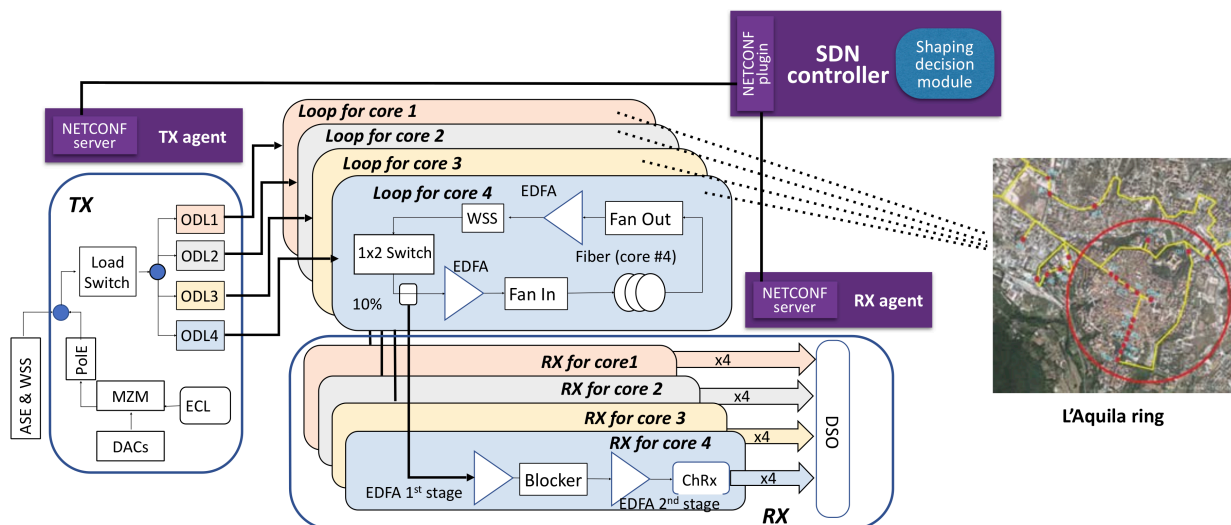 SDN
controller
NETCONF
plugin
Shaping
decision
module
NETCONF
server
TX agent
Loop for core 1
Loop for core 2
Loop for core 3
Loop for core 4
TX
ODL1
ODL2
ODL3
ODL4
Load
Switch
ASE & WSS
PolE
MZM
ECL
DACs
WSS
EDFA
Fan Out
1x2 Switch
EDFA
Fiber (core #4)
Fan In
10%
NETCONF
server
RX agent
RX for core1
RX for core 2
RX for core 3
RX for core 4
x4
x4
x4
x4
DSO
EDFA 1st stage
Blocker
EDFA 2nd stage
ChRx
RX
L'Aquila ring